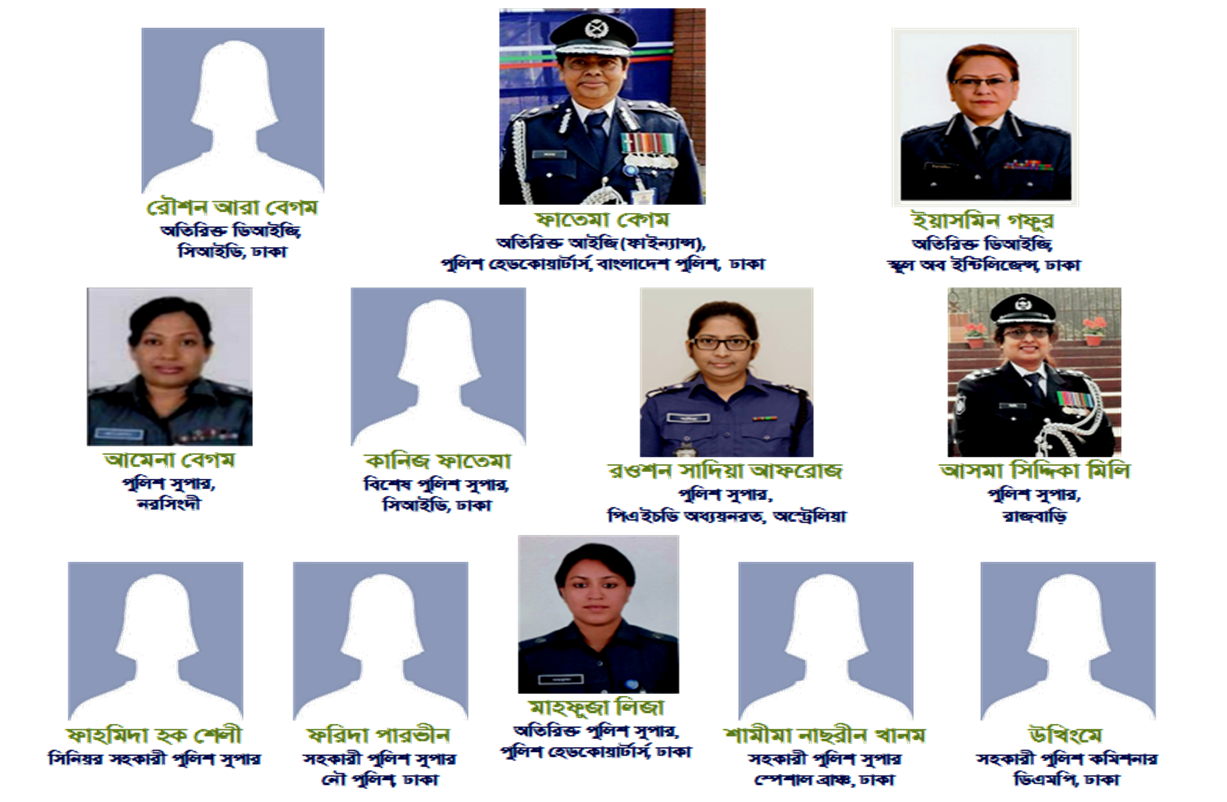 রৌশন আরা বেগম
অতিরিক্ত ডিআইজি,
সিআইডি, ঢাকা
ফাতেমা বেগম
অতিরিক্ত আইজি(ফাইন্যান্স),
পুলিশ হেডকোয়ার্টার্স, বাংলাদেশ পুলিশ, ঢাকা
ইয়াসমিন গফুর
অতিরিক্ত ডিআইজি,
স্কুল অব ইন্টিলিজেন্স, ঢাকা
আমেনা বেগম
পুলিশ সুপার,
নরসিংদী
কানিজ ফাতেমা
বিশেষ পুলিশ সুপার,
সিআইডি, ঢাকা
রওশন সাদিয়া আফরোজ
পুলিশ সুপার,
পিএইচডি অধ্যয়নরত, অস্ট্রেলিয়া
আসমা সিদ্দিকা মিলি
পুলিশ সুপার,
রাজবাড়ি
ফাহমিদা হক শেলী
সিনিয়র সহকারী পুলিশ সুপার
ফরিদা পারভীন
সহকারী পুলিশ সুপার
নৌ পুলিশ, ঢাকা
মাহফুজা লিজা
অতিরিক্ত পুলিশ সুপার,
পুলিশ হেডকোয়ার্টার্স, ঢাকা
শামীমা নাছরীন খানম
সহকারী পুলিশ সুপার
স্পেশাল ব্রাঞ্চ, ঢাকা
উখিংমে
সহকারী পুলিশ কমিশনার
ডিএমপি, ঢাকা